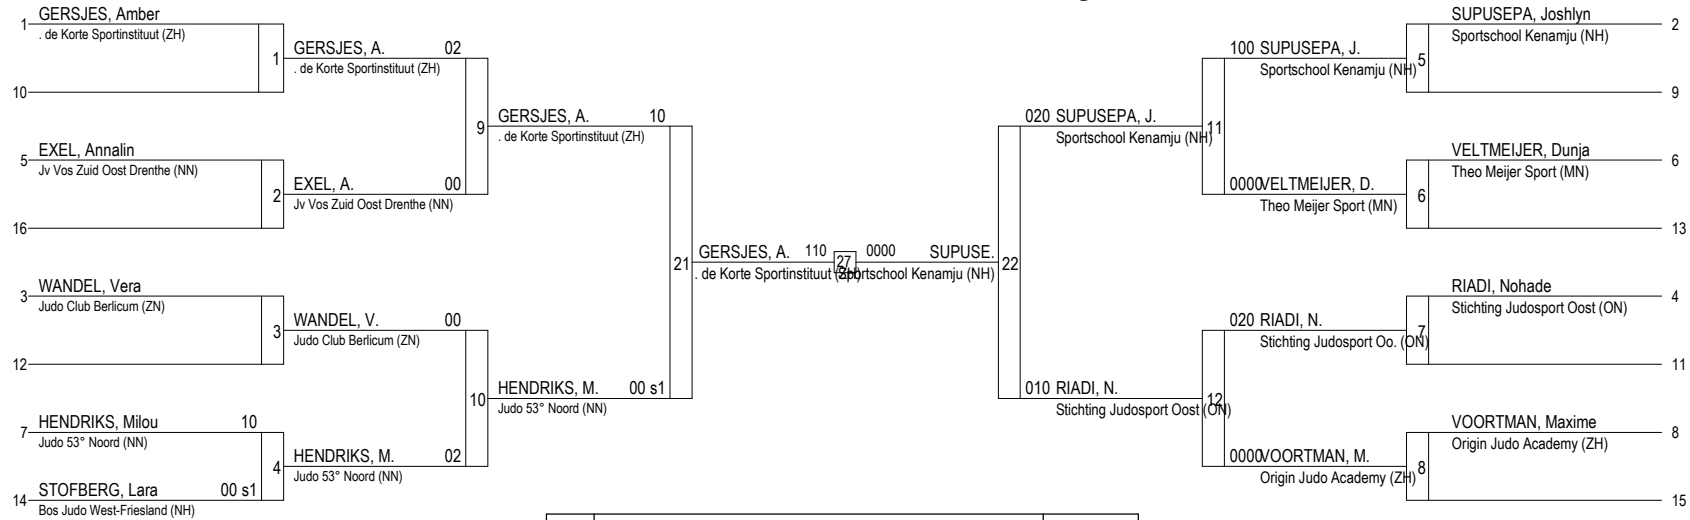 GERSJES, Amber
1
. de Korte Sportinstituut (ZH)
1
GERSJES, A. 02
. de Korte Sportinstituut (ZH)
10
9
GERSJES, A. 10
. de Korte Sportinstituut (ZH)
EXEL, Annalin
5
Jv Vos Zuid Oost Drenthe (NN)
2
EXEL, A. 00
Jv Vos Zuid Oost Drenthe (NN)
16
21
GERSJES, A. 110
. de Korte Sportinstituut (ZH)
27
0000 SUPUSE.
Sportschool Kenamju (NH)
22
WANDEL, Vera
3
Judo Club Berlicum (ZN)
3
WANDEL, V. 00
Judo Club Berlicum (ZN)
12
10
HENDRIKS, M. 00 s1
Judo 53° Noord (NN)
HENDRIKS, Milou 10
7
Judo 53° Noord (NN)
4
HENDRIKS, M. 02
Judo 53° Noord (NN)
STOFBERG, Lara 00 s1
14
Bos Judo West-Friesland (NH)
SUPUSEPA, Joshlyn
2
Sportschool Kenamju (NH)
5
100 SUPUSEPA, J.
Sportschool Kenamju (NH)
9
11
020 SUPUSEPA, J.
Sportschool Kenamju (NH)
VELTMEIJER, Dunja
6
Theo Meijer Sport (MN)
6
0000 VELTMEIJER, D.
Theo Meijer Sport (MN)
13
RIADI, Nohade
4
Stichting Judosport Oost (ON)
7
020 RIADI, N.
Stichting Judosport Oo. (ON)
11
12
010 RIADI, N.
Stichting Judosport Oost (ON)
VOORTMAN, Maxime
8
Origin Judo Academy (ZH)
8
0000 VOORTMAN, M.
Origin Judo Academy (ZH)
15